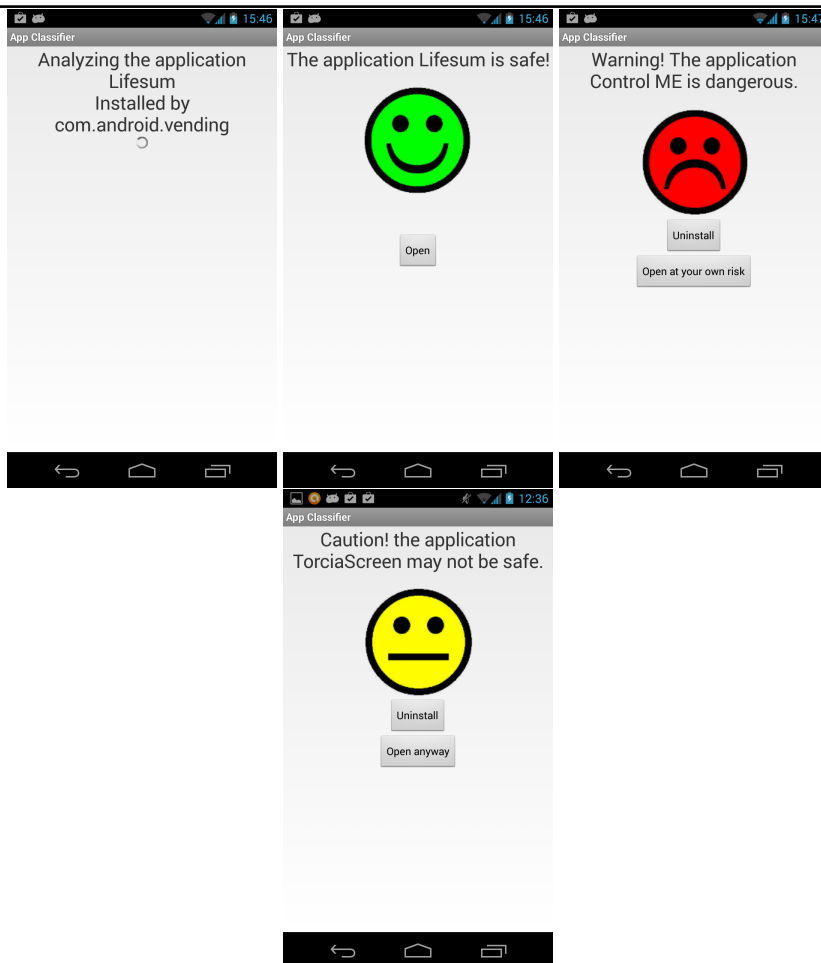 15:46
App Classifier
Analyzing the application
Lifesum
Installed by
com.android.vending
15:46
App Classifier
The application Lifesum is safe!
Open
15:47
App Classifier
Warning! The application
Control ME is dangerous.
Uninstall
Open at your own risk
12:36
App Classifier
Caution! the application
TorciaScreen may not be safe.
Uninstall
Open anyway